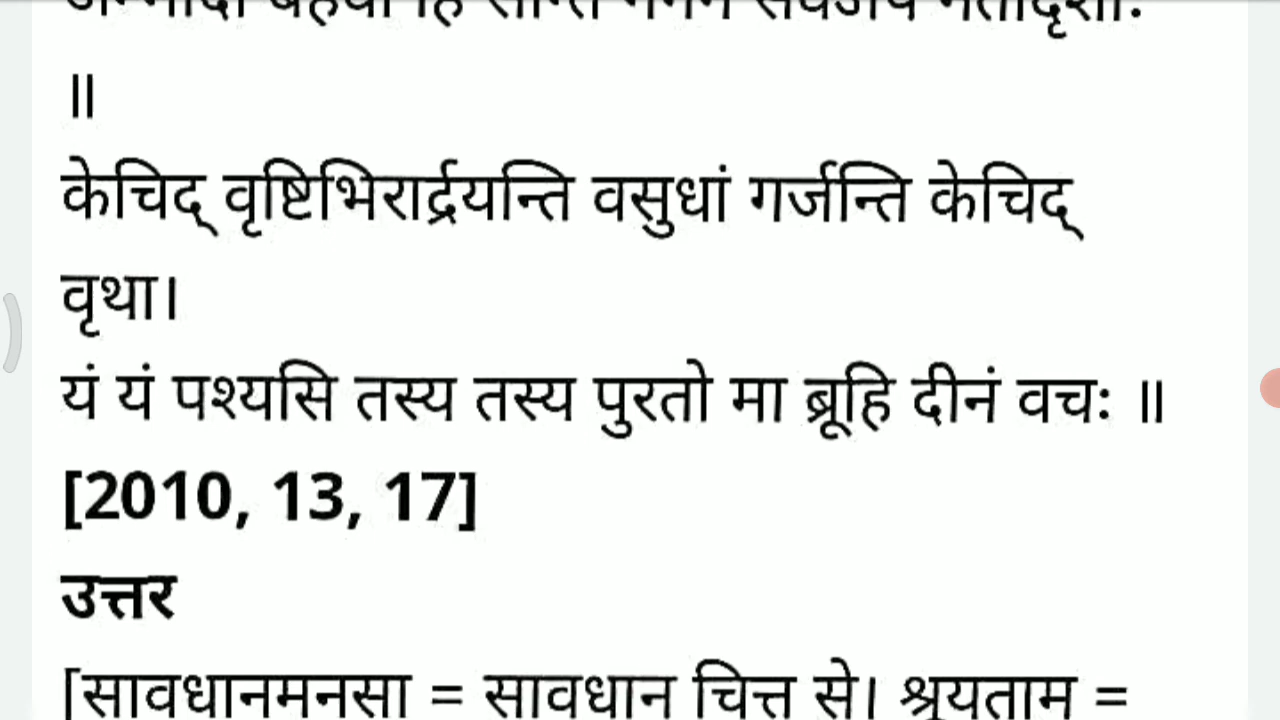 ॥
केचिद् वृष्टिभिरार्द्रयन्ति वसुधां गर्जन्ति केचिद्
वृथा।
यं यं पश्यसि तस्य तस्य पुरतो मा ब्रूहि दीनं वचः ॥
[2010, 13, 17]
उत्तर
[सावधानमनसा = सावधान चित्त से। श्रूयताम =